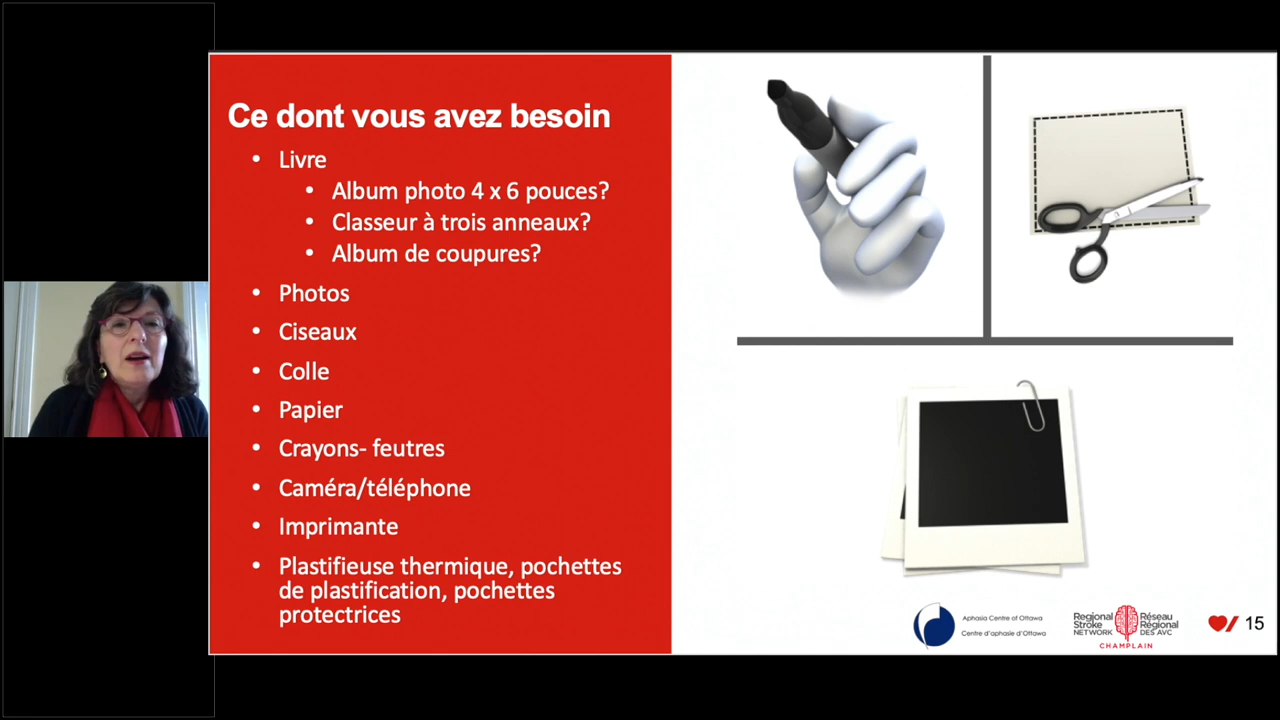 Ce dont vous avez besoin
• Livre
• Album photo 4 x 6 pouces?
• Classeur à trois anneaux?
• Album de coupures?
• Photos
• Ciseaux
• Colle
• Papier
• Crayons- feutres
• Caméra/téléphone
• Imprimante
• Plastifieuse thermique, pochettes
de plastification, pochettes
protectrices
Aphasia Centre of Ottawa
Centre d'aphasie d'Ottawa
Regional
Stroke
NETWORK
Réseau
Régional
DES AVC
CHAMPLAIN
15